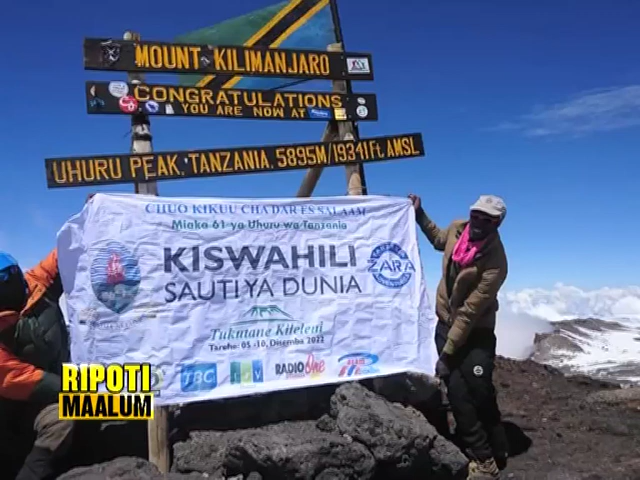 MOUNT KILIMANJARO
CONGRATULATIONS
YOU ARE NOW AT
UHURU PEAK, TANZANIA, 5895M/19341Ft. AMSL
CHUO KIKUU CHA DAR ES SALAAM
Miaka 61 ya Uhuru wa Tanzania
KISWAHILI
SAUTI YA DUNIA
ZARA
Tukutane Kileleni
Tarehe: 05-10, Disemba 2022
TBC
RADIO One
RIPOTI
MAALUM